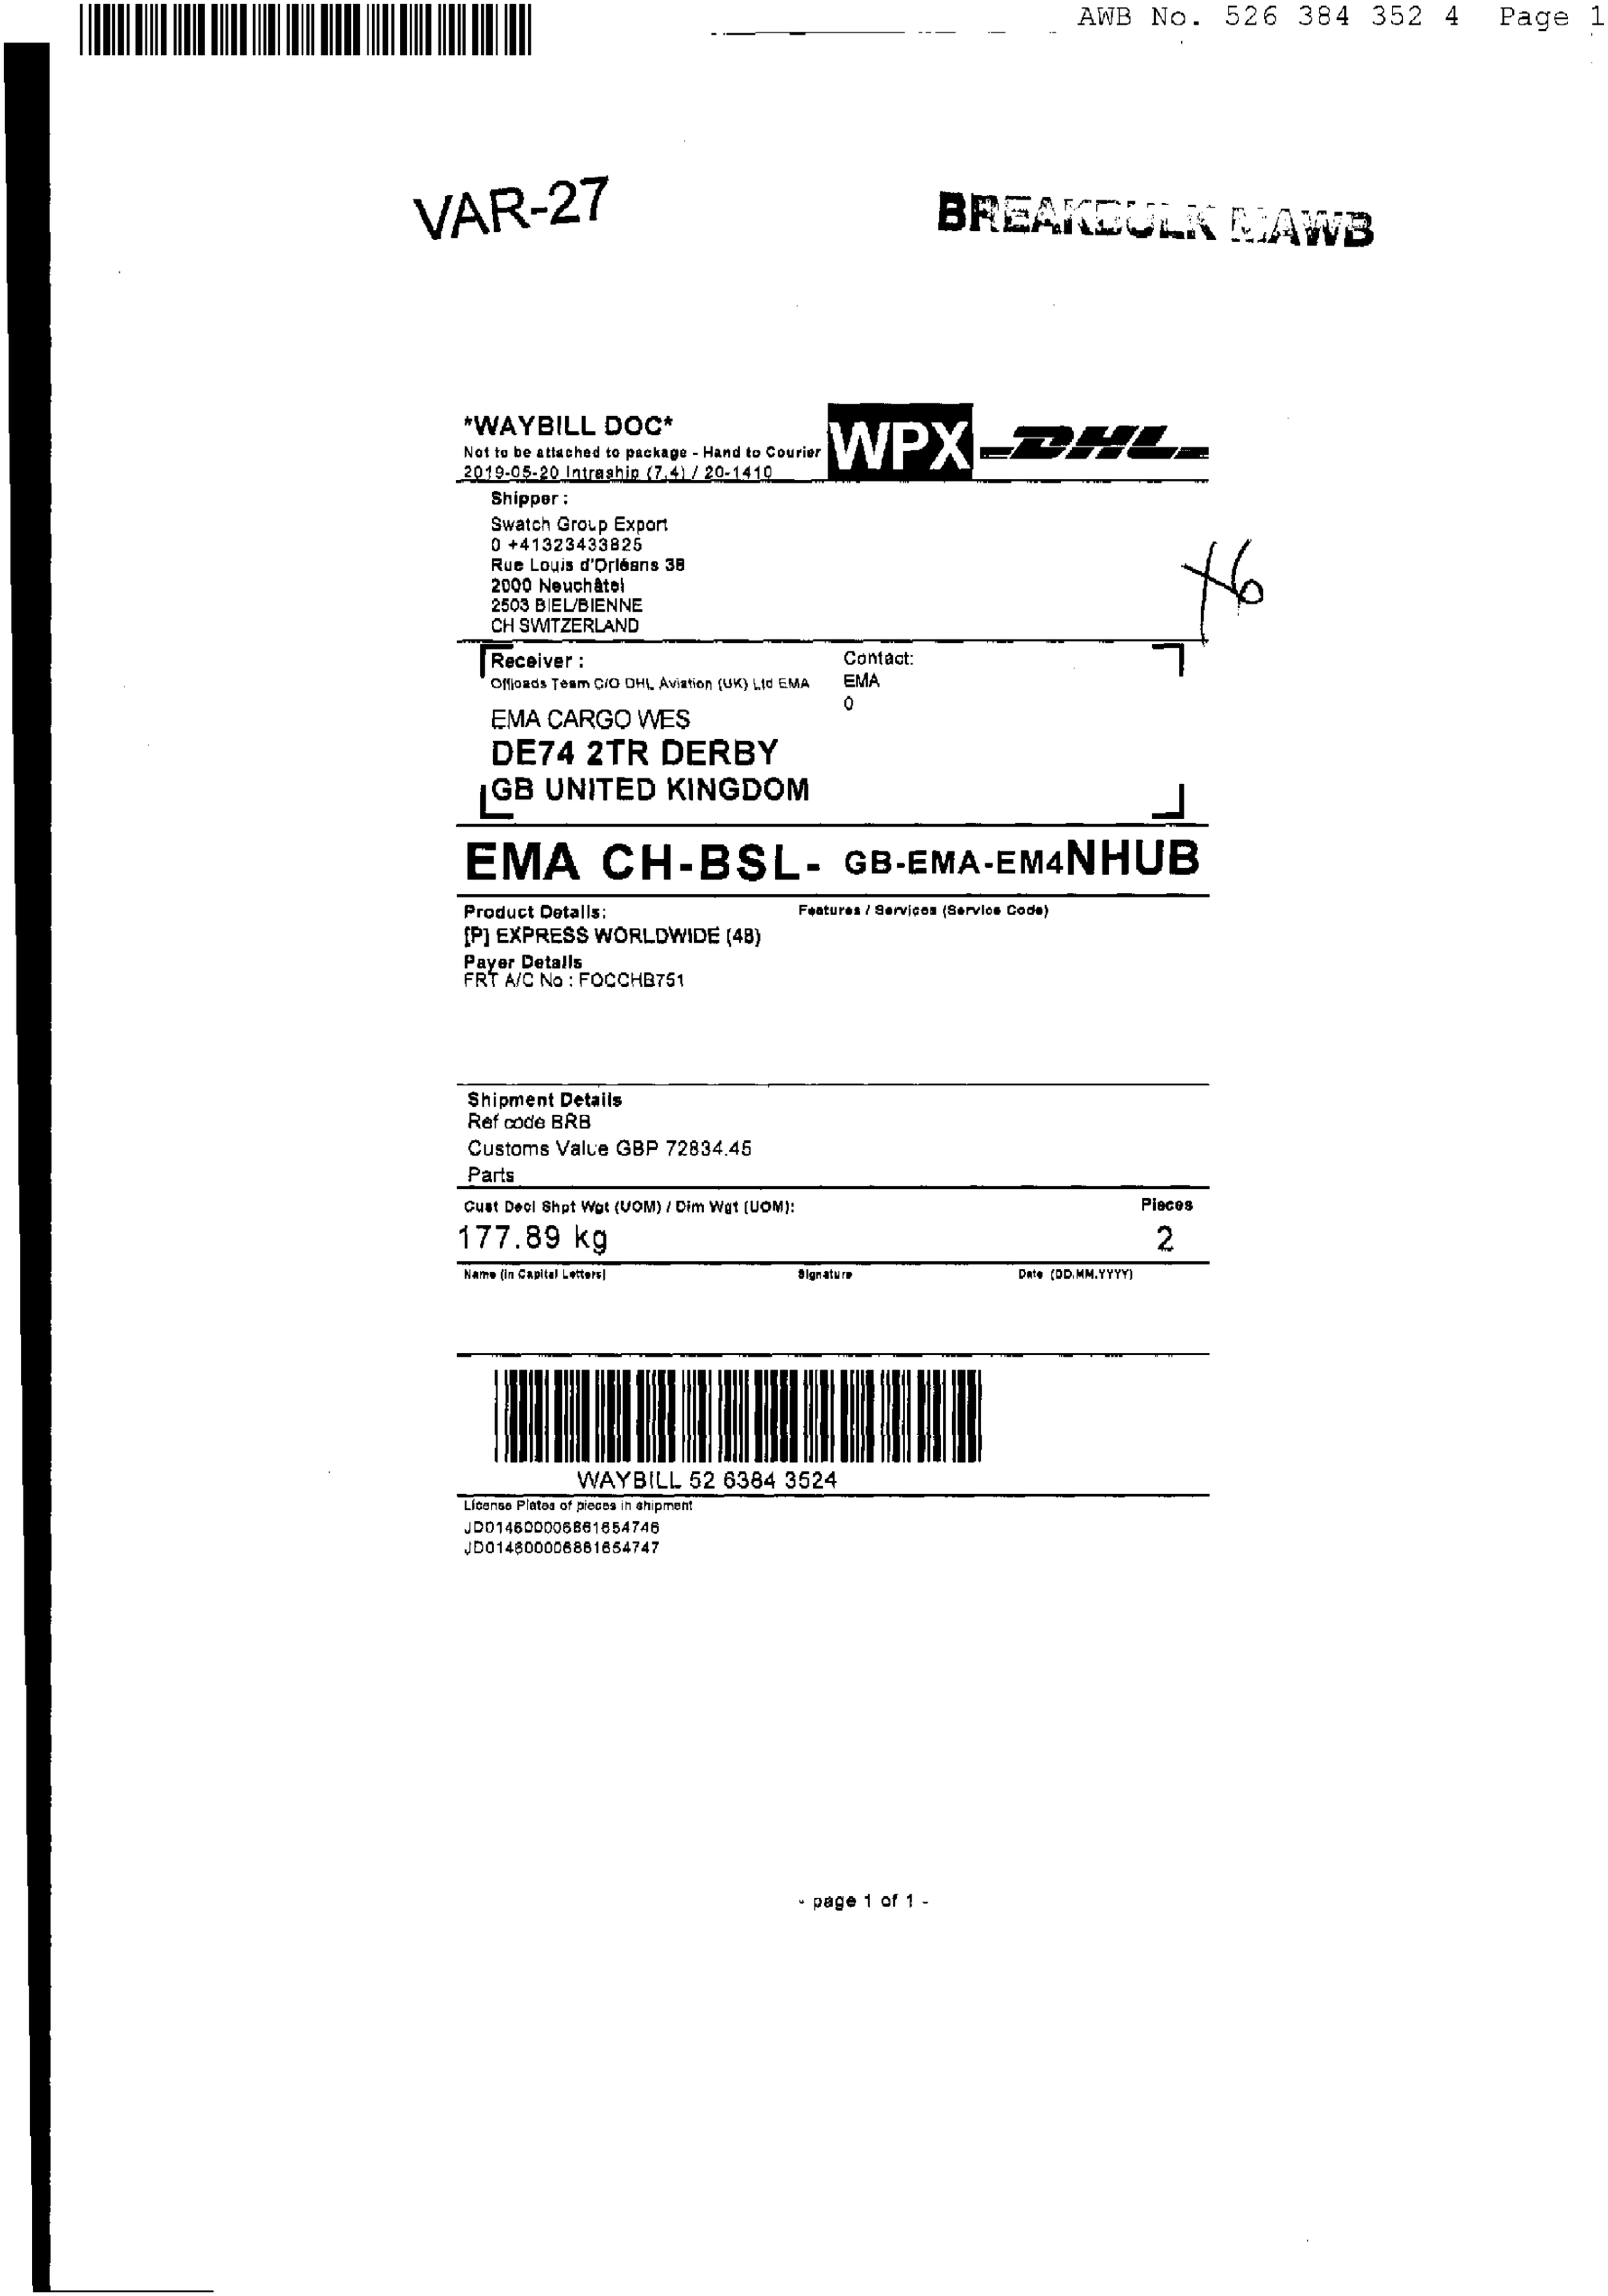 AWB No. 526 384 352 4 Page 1
VAR-27
BREAKBULK MAWB
*WAYBILL DOC*
Not to be attached to package - Hand to Courier
2019-05-20 Intraship (7.4) / 20-1410
WPX DHL
Shipper :
Swatch Group Export
0 +41323433825
Rue Louis d'Orléans 38
2000 Neuchâtel
2503 BIEL/BIENNE
CH SWITZERLAND
Receiver : Contact:
Offloads Team C/O DHL Aviation (UK) Ltd EMA EMA
0
EMA CARGO WES
DE74 2TR DERBY
GB UNITED KINGDOM
EMA CH-BSL- GB-EMA-EM4NHUB
Product Details: Features / Services (Service Code)
[P] EXPRESS WORLDWIDE (48)
Payer Details
FRT A/C No : FOCCHB751
Shipment Details
Ref code BRB
Customs Value GBP 72834.45
Parts
Cust Decl Shpt Wgt (UOM) / Dim Wgt (UOM): Pieces
177.89 kg 2
Name (in Capital Letters) Signature Date (DD.MM.YYYY)
WAYBILL 52 6384 3524
License Plates of pieces in shipment
JD014600006881654746
JD014600006881654747
- page 1 of 1 -